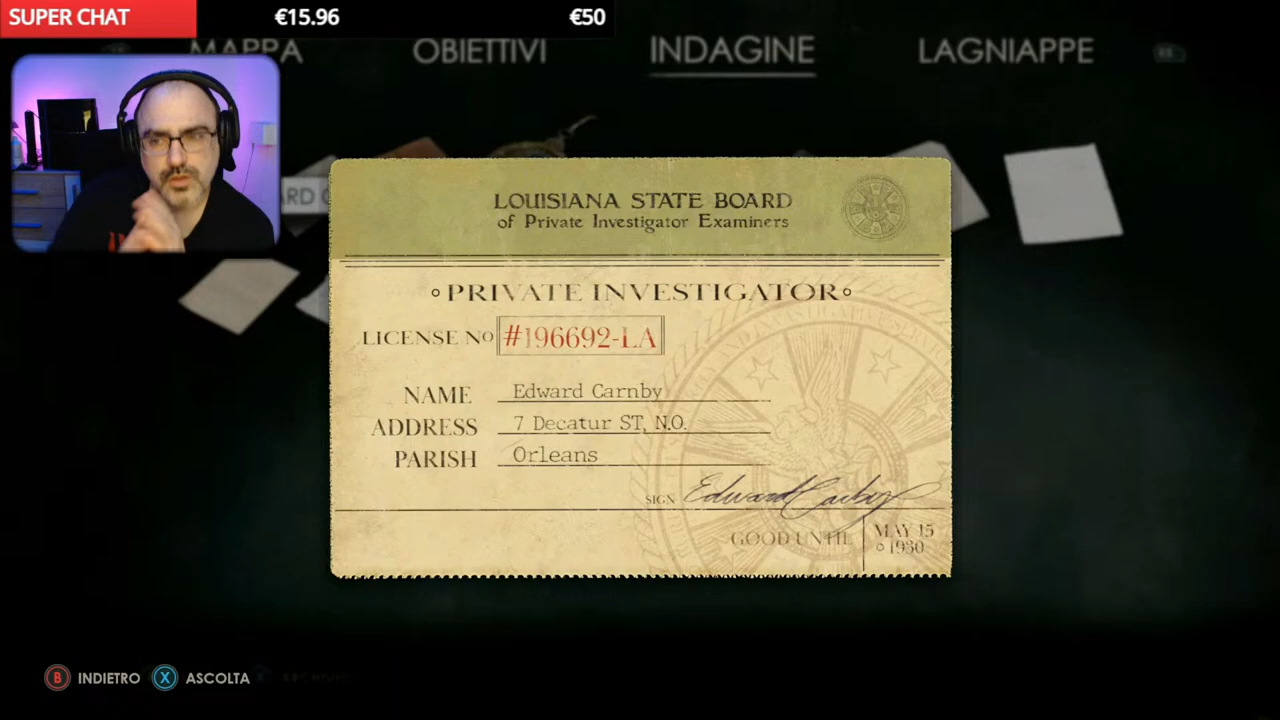 SUPER CHAT €15.96 €50
MAPPA OBIETTIVI INDAGINE LAGNIAPPE
LOUISIANA STATE BOARD
of Private Investigator Examiners
PRIVATE INVESTIGATOR
LICENSE No #196692-LA
NAME Edward Carnby
ADDRESS 7 Decatur ST, N.O.
PARISH Orleans
SIGN Edward Carnby
GOOD UNTIL MAY 15
1930
B INDIETRO X ASCOLTA